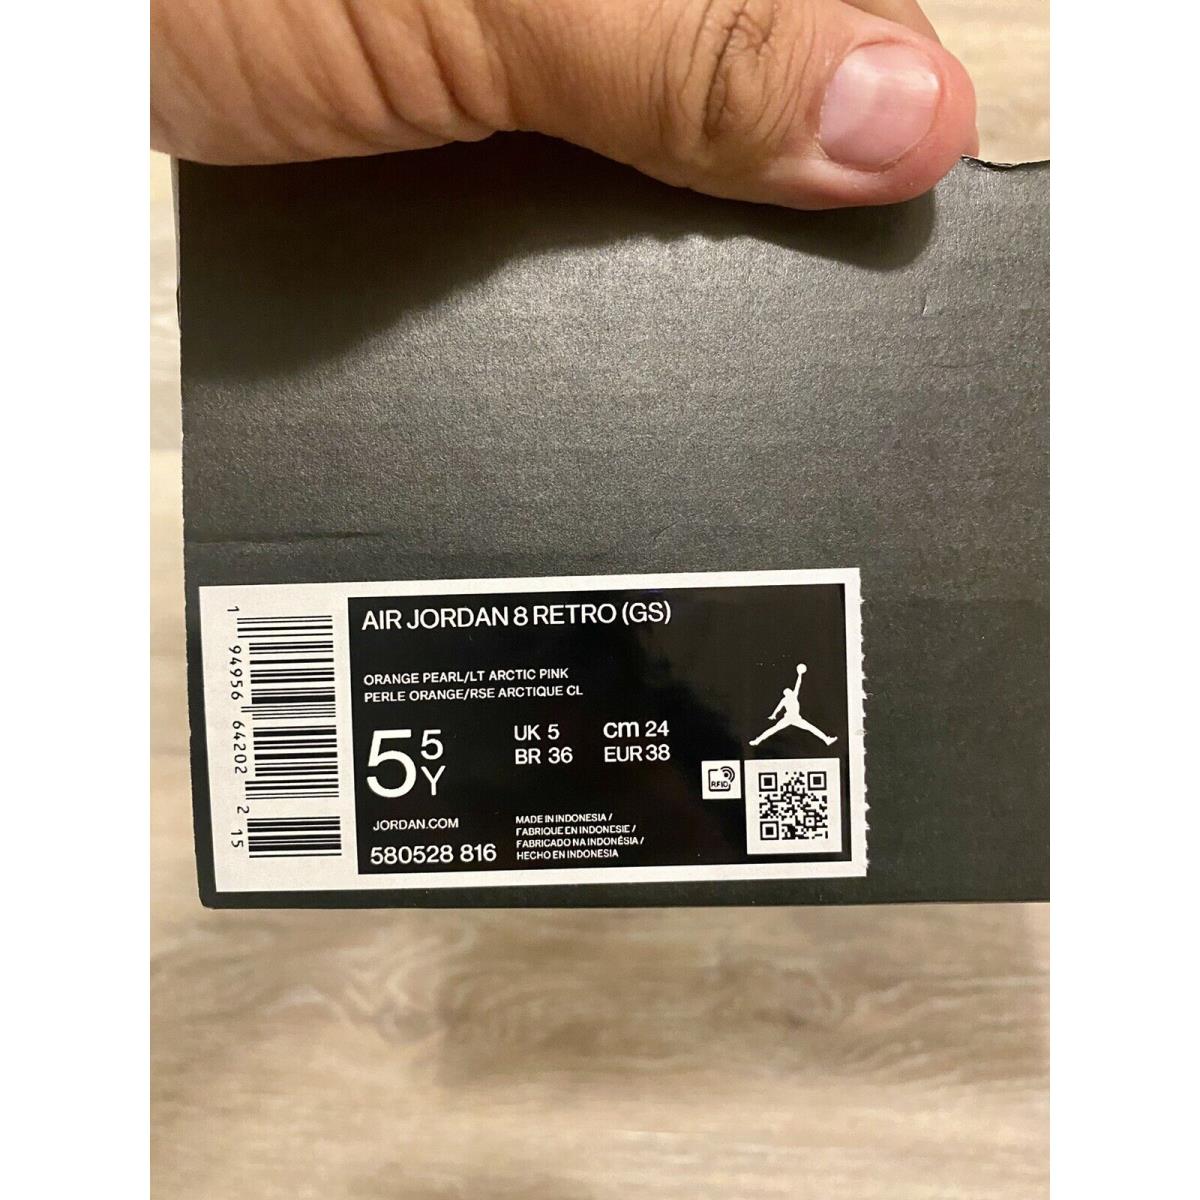 AIR JORDAN 8 RETRO (GS)
ORANGE PEARL/LT ARCTIC PINK
PERLE ORANGE/RSE ARCTIQUE CL
5 5 Y
UK 5 cm 24
BR 36 EUR 38
RFID
JORDAN.COM
580528 816
MADE IN INDONESIA /
FABRIQUE EN INDONESIE /
FABRICADO NA INDONÉSIA /
HECHO EN INDONESIA
1 94956 64202 2 15